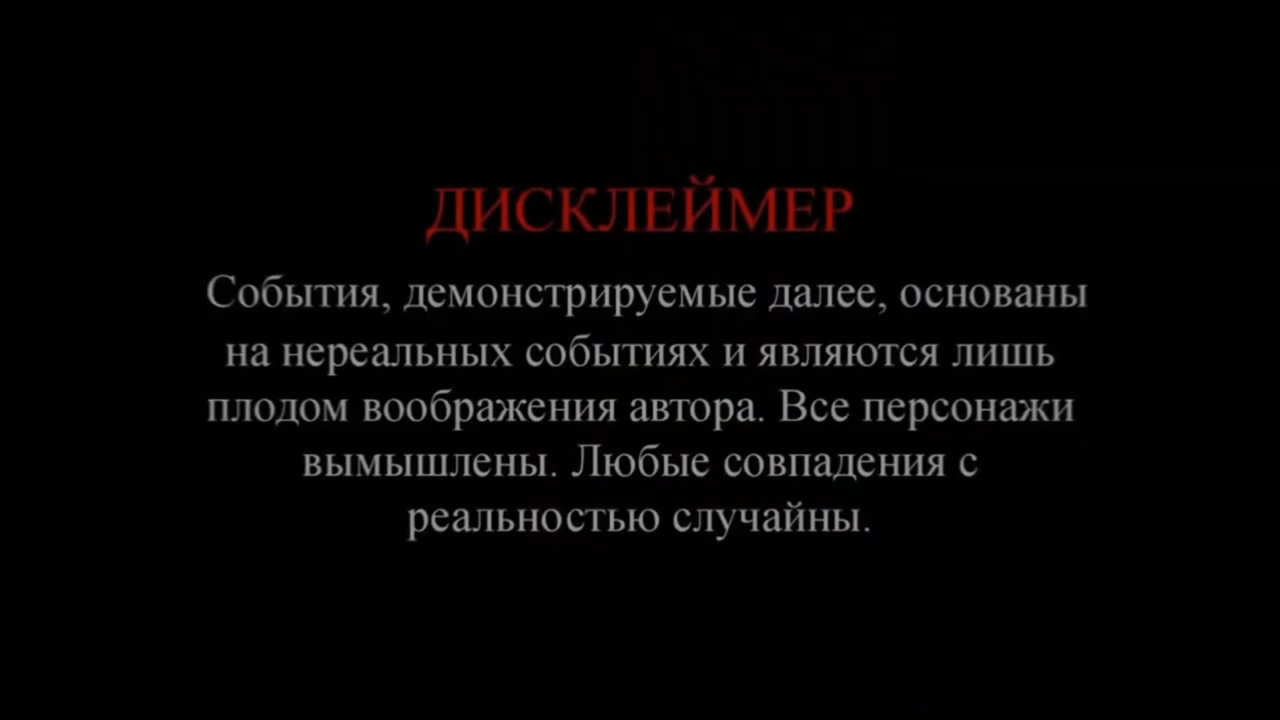 ДИСКЛЕЙМЕР
События, демонстрируемые далее, основаны
на нереальных событиях и являются лишь
плодом воображения автора. Все персонажи
вымышлены. Любые совпадения с
реальностью случайны.